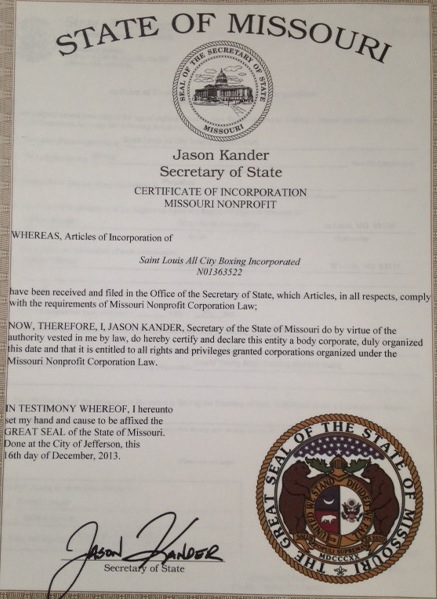 STATE OF MISSOURI
SEAL OF THE SECRETARY OF STATE
MISSOURI
Jason Kander
Secretary of State
CERTIFICATE OF INCORPORATION
MISSOURI NONPROFIT
WHEREAS, Articles of Incorporation of
Saint Louis All City Boxing Incorporated
N01363522
have been received and filed in the Office of the Secretary of State, which Articles, in all respects, comply
with the requirements of Missouri Nonprofit Corporation Law;
NOW, THEREFORE, I, JASON KANDER, Secretary of the State of Missouri do by virtue of the
authority vested in me by law, do hereby certify and declare this entity a body corporate, duly organized
this date and that it is entitled to all rights and privileges granted corporations organized under the
Missouri Nonprofit Corporation Law.
IN TESTIMONY WHEREOF, I hereunto
set my hand and cause to be affixed the
GREAT SEAL of the State of Missouri.
Done at the City of Jefferson, this
16th day of December, 2013.
THE GREAT SEAL OF THE STATE OF MISSOURI
UNITED WE STAND DIVIDED WE FALL
MDCCCXX
JASON KANDER
Secretary of State